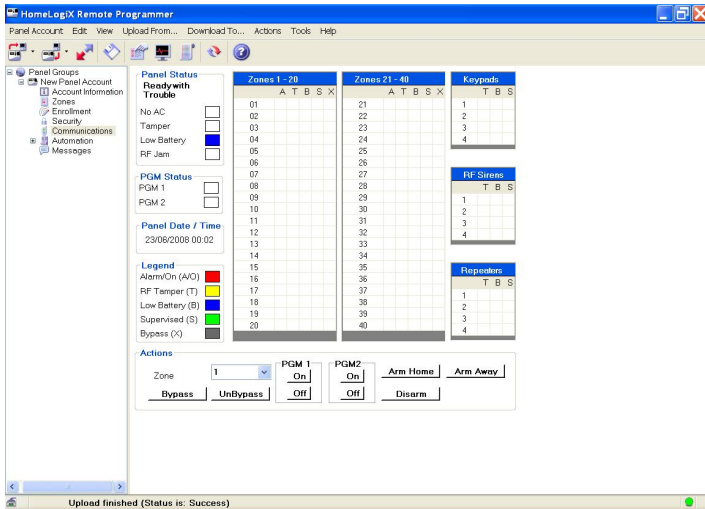 HomeLogiX Remote Programmer
Panel Account Edit View Upload From... Download To... Actions Tools Help
Panel Groups
New Panel Account
Account Information
Zones
Enrollment
Security
Communications
Automation
Messages
Panel Status
Ready with
Trouble
No AC
Tamper
Low Battery
RF Jam
PGM Status
PGM 1
PGM 2
Panel Date / Time
23/06/2008 00:02
Legend
Alarm/On (A/O)
RF Tamper (T)
Low Battery (B)
Supervised (S)
Bypass (X)
Zones 1 - 20
A T B S X
01
02
03
04
05
06
07
08
09
10
11
12
13
14
15
16
17
18
19
20
Zones 21 - 40
A T B S X
21
22
23
24
25
26
27
28
29
30
31
32
33
34
35
36
37
38
39
40
Keypads
T B S
1
2
3
4
RF Sirens
T B S
1
2
3
4
Repeaters
T B S
1
2
3
4
Actions
Zone 1
Bypass UnBypass
PGM 1
On
Off
PGM2
On
Off
Arm Home Arm Away
Disarm
Upload finished (Status is: Success)